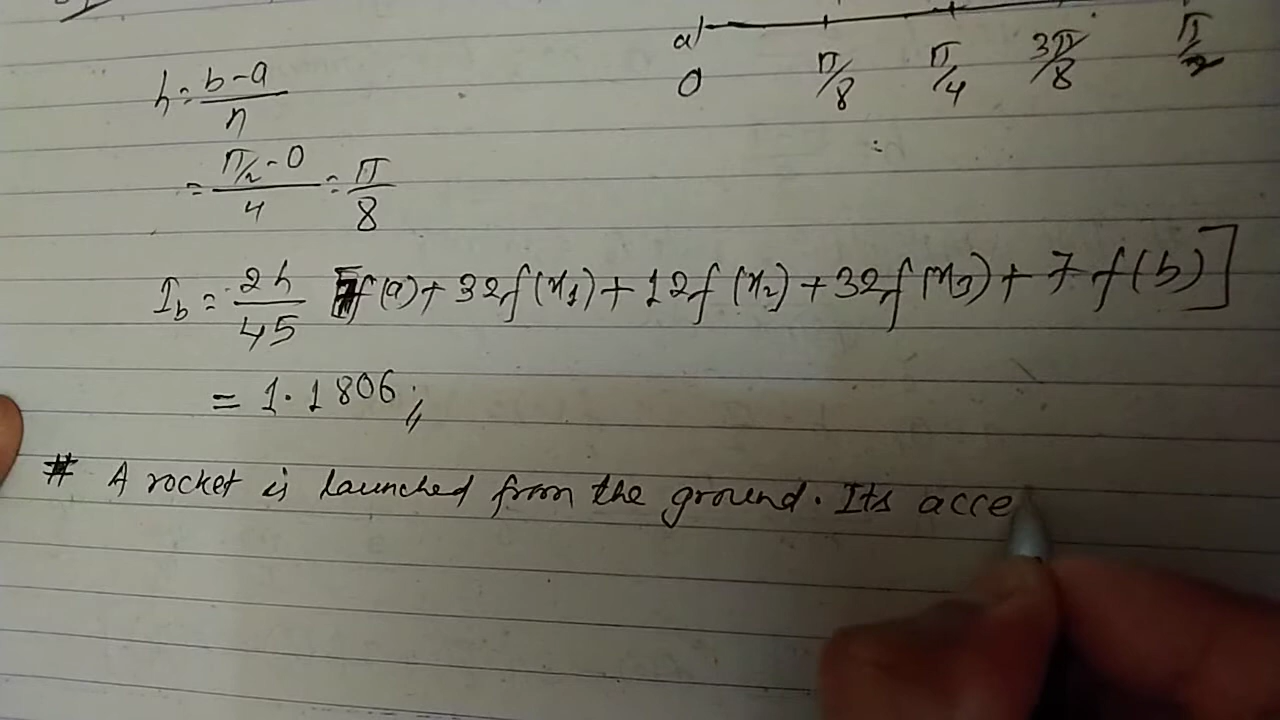 a
0 π/8 π/4 3π/8 π/2
h = b-a/n
= π/2 - 0/4 = π/8
I_b = 2h/45 [7f(a) + 32f(x₁) + 12f(x₂) + 32f(x₃) + 7f(b)]
= 1.1806 ;,
# A rocket is launched from the ground. Its acce